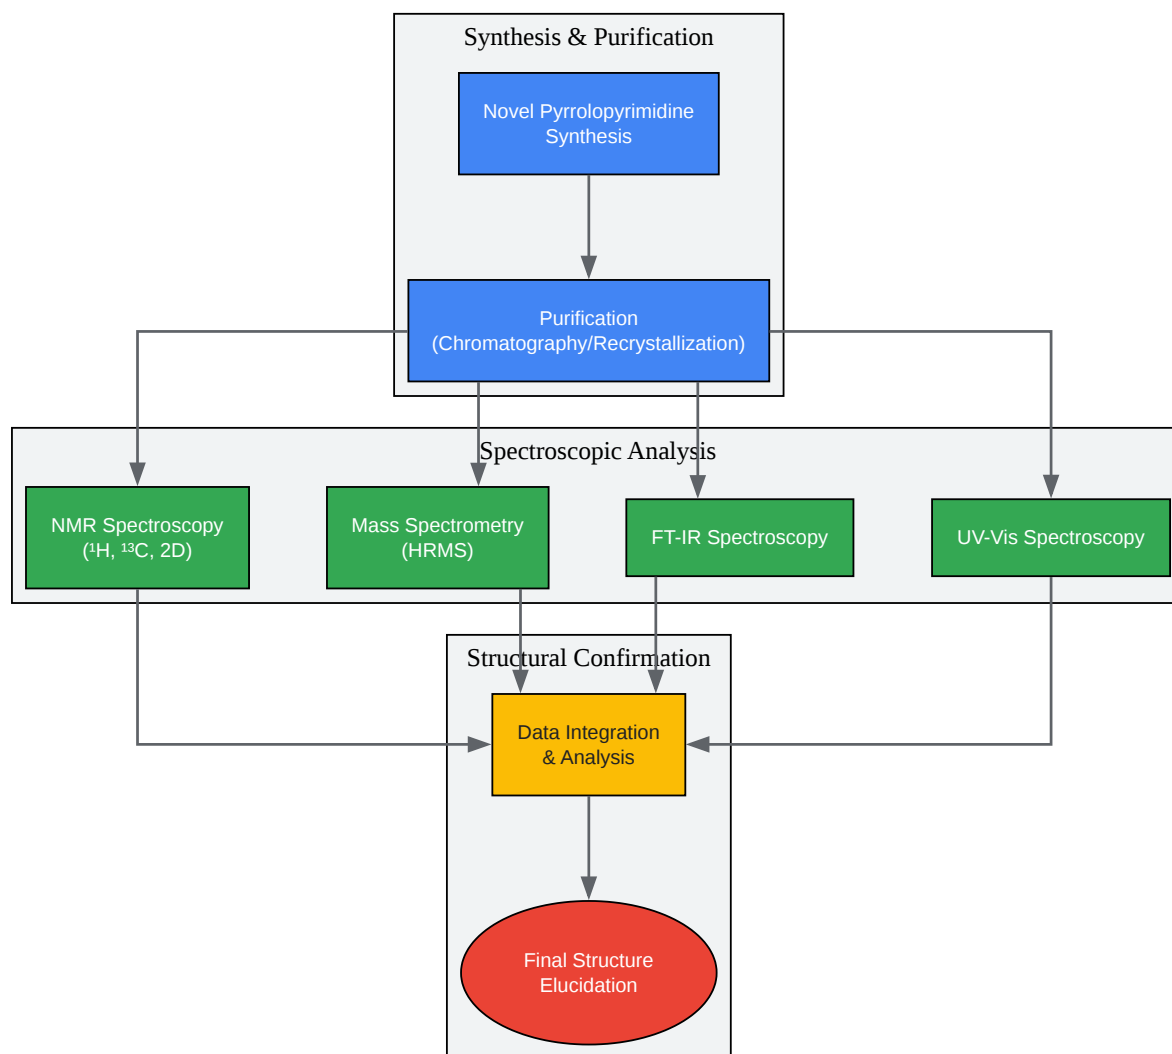 Synthesis & Purification
Novel Pyrrolopyrimidine
Synthesis
Purification
(Chromatography/Recrystallization)
Spectroscopic Analysis
NMR Spectroscopy
(¹H, ¹³C, 2D)
Mass Spectrometry
(HRMS)
FT-IR Spectroscopy
UV-Vis Spectroscopy
Structural Confirmation
Data Integration
& Analysis
Final Structure
Elucidation